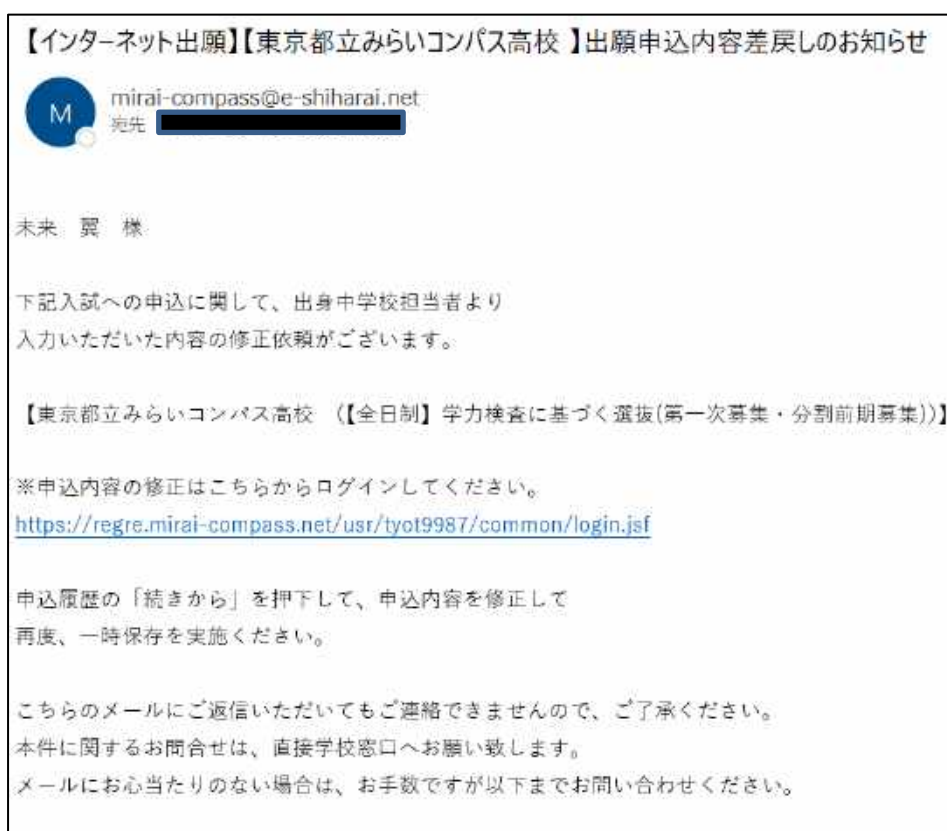 【インターネット出願】【東京都立みらいコンパス高校 】出願申込内容差戻しのお知らせ
M
mirai-compass@e-shiharai.net
宛先
未来 翼 様
下記入試への申込に関して、出身中学校担当者より
入力いただいた内容の修正依頼がございます。
【東京都立みらいコンパス高校 (【全日制】学力検査に基づく選抜(第一次募集・分割前期募集))】
※申込内容の修正はこちらからログインしてください。
https://regre.mirai-compass.net/usr/tyot9987/common/login.jsf
申込履歴の「続きから」を押下して、申込内容を修正して
再度、一時保存を実施ください。
こちらのメールにご返信いただいてもご連絡できませんので、ご了承ください。
本件に関するお問合せは、直接学校窓口へお願い致します。
メールにお心当たりのない場合は、お手数ですが以下までお問い合わせください。